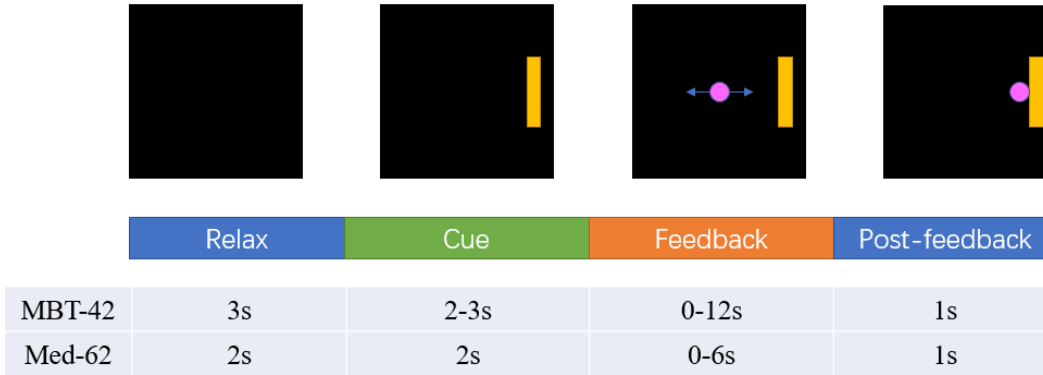 Relax Cue Feedback Post-feedback
MBT-42 3s 2-3s 0-12s 1s
Med-62 2s 2s 0-6s 1s